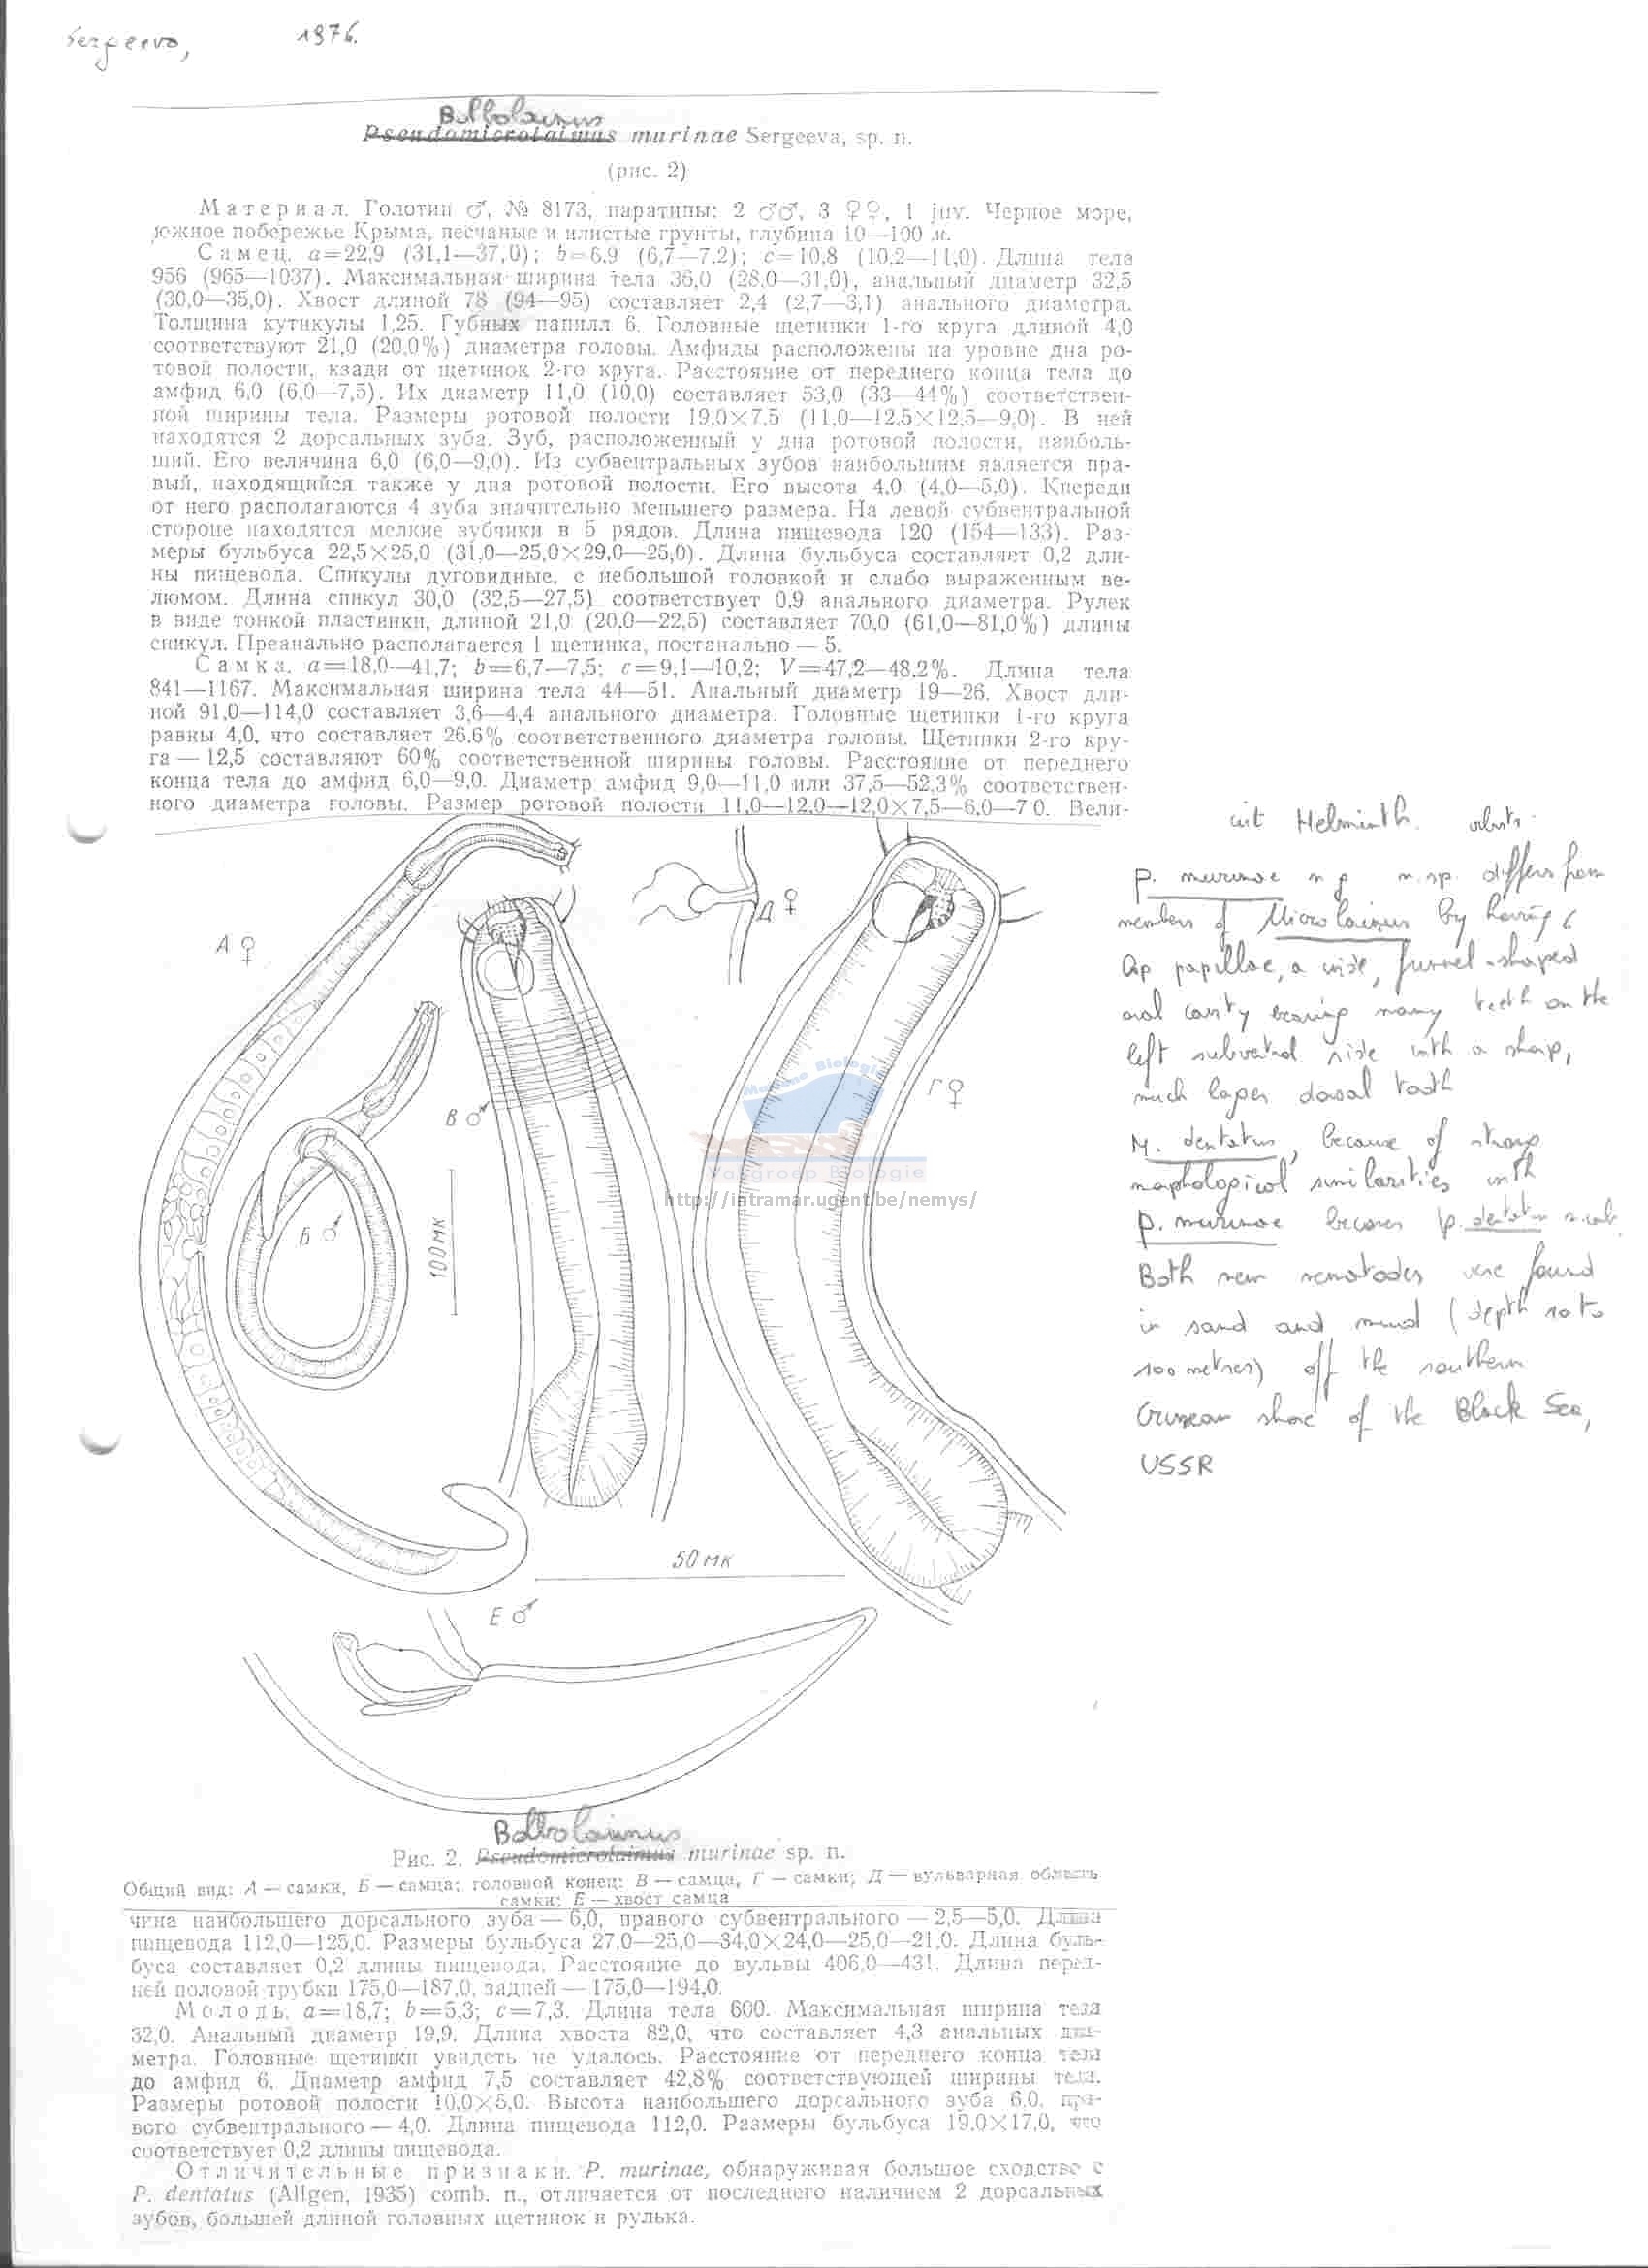 Sergeeva, 1976.
Bolbolaimus
Pseudomicrolaimus murinae Sergeeva, sp. n.
(рис. 2)
Материал. Голотип ♂, № 8173, паратипы: 2 ♂♂, 3 ♀♀, 1 juv. Черное море,
южное побережье Крыма, песчаные и илистые грунты, глубина 10—100 м.
Самец. a=22,9 (31,1—37,0); b=6,9 (6,7—7,2); c=10,8 (10,2—11,0). Длина тела
956 (965—1037). Максимальная ширина тела 36,0 (28,0—31,0), анальный диаметр 32,5
(30,0—35,0). Хвост длиной 78 (94—95) составляет 2,4 (2,7—3,1) анального диаметра.
Толщина кутикулы 1,25. Губных папилл 6. Головные щетинки 1-го круга длиной 4,0
соответствуют 21,0 (20,0%) диаметра головы. Амфиды расположены на уровне дна ро-
товой полости, кзади от щетинок 2-го круга. Расстояние от переднего конца тела до
амфид 6,0 (6,0—7,5). Их диаметр 11,0 (10,0) составляет 53,0 (33—44%) соответствен-
ной ширины тела. Размеры ротовой полости 19,0×7,5 (11,0—12,5×12,5—9,0). В ней
находятся 2 дорсальных зуба. Зуб, расположенный у дна ротовой полости, наиболь-
ший. Его величина 6,0 (6,0—9,0). Из субвентральных зубов наибольшим является пра-
вый, находящийся также у дна ротовой полости. Его высота 4,0 (4,0—5,0). Кпереди
от него располагаются 4 зуба значительно меньшего размера. На левой субвентральной
стороне находятся мелкие зубчики в 5 рядов. Длина пищевода 120 (154—133). Раз-
меры бульбуса 22,5×25,0 (31,0—25,0×29,0—25,0). Длина бульбуса составляет 0,2 дли-
ны пищевода. Спикулы дуговидные, с небольшой головкой и слабо выраженным ве-
люмом. Длина спикул 30,0 (32,5—27,5) соответствует 0,9 анального диаметра. Рулек
в виде тонкой пластинки, длиной 21,0 (20,0—22,5) составляет 70,0 (61,0—81,0%) длины
спикул. Преанально располагается 1 щетинка, постанально — 5.
Самка. a=18,0—41,7; b=6,7—7,5; c=9,1—10,2; V=47,2—48,2%. Длина тела
841—1167. Максимальная ширина тела 44—51. Анальный диаметр 19—26. Хвост дли-
ной 91,0—114,0 составляет 3,6—4,4 анального диаметра. Головные щетинки 1-го круга
равны 4,0, что составляет 26,6% соответственного диаметра головы. Щетинки 2-го кру-
га — 12,5 составляют 60% соответственной ширины головы. Расстояние от переднего
конца тела до амфид 6,0—9,0. Диаметр амфид 9,0—11,0 или 37,5—52,3% соответствен-
ного диаметра головы. Размер ротовой полости 11,0—12,0—12,0×7,5—6,0—7 0. Вели-
cit Helminth.
P. murinae n g n. sp. differs from
members of Microlaimus by having 6
lip papillae, a wide, funnel-shaped
oral cavity bearing many teeth on the
left subventral side with a sharp,
much larger dorsal tooth
M. dentatus, because of strong
morphological similarities with
P. murinae becomes P. dentatus n. comb.
Both new nematodes were found
in sand and mud (depth 10 to
100 metres) off the southern
Crimean shore of the Black Sea,
USSR
А ♀
Б ♂
В ♂
Г ♀
Д ♀
Е ♂
100 мк
50 мк
Mariene Biologie
Vakgroep Biologie
http://intramar.ugent.be/nemys/
Bolbolaimus
Рис. 2. Pseudomicrolaimus murinae sp. n.
Общий вид: А — самки, Б — самца; головной конец: В — самца, Г — самки; Д — вульварная область
самки; Е — хвост самца
чина наибольшего дорсального зуба — 6,0, правого субвентрального — 2,5—5,0. Длина
пищевода 112,0—125,0. Размеры бульбуса 27,0—25,0—34,0×24,0—25,0—21,0. Длина буль-
буса составляет 0,2 длины пищевода. Расстояние до вульвы 406,0—431. Длина перед-
ней половой трубки 175,0—187,0, задней — 175,0—194,0.
Молодь. a=18,7; b=5,3; c=7,3. Длина тела 600. Максимальная ширина тела
32,0. Анальный диаметр 19,9. Длина хвоста 82,0, что составляет 4,3 анальных диа-
метра. Головные щетинки увидеть не удалось. Расстояние от переднего конца тела
до амфид 6. Диаметр амфид 7,5 составляет 42,8% соответствующей ширины тела.
Размеры ротовой полости 10,0×5,0. Высота наибольшего дорсального зуба 6,0, пра-
вого субвентрального — 4,0. Длина пищевода 112,0. Размеры бульбуса 19,0×17,0, что
соответствует 0,2 длины пищевода.
Отличительные признаки. P. murinae, обнаруживая большое сходство с
P. dentatus (Allgen, 1935) comb. n., отличается от последнего наличием 2 дорсальных
зубов, большей длиной головных щетинок и рулька.